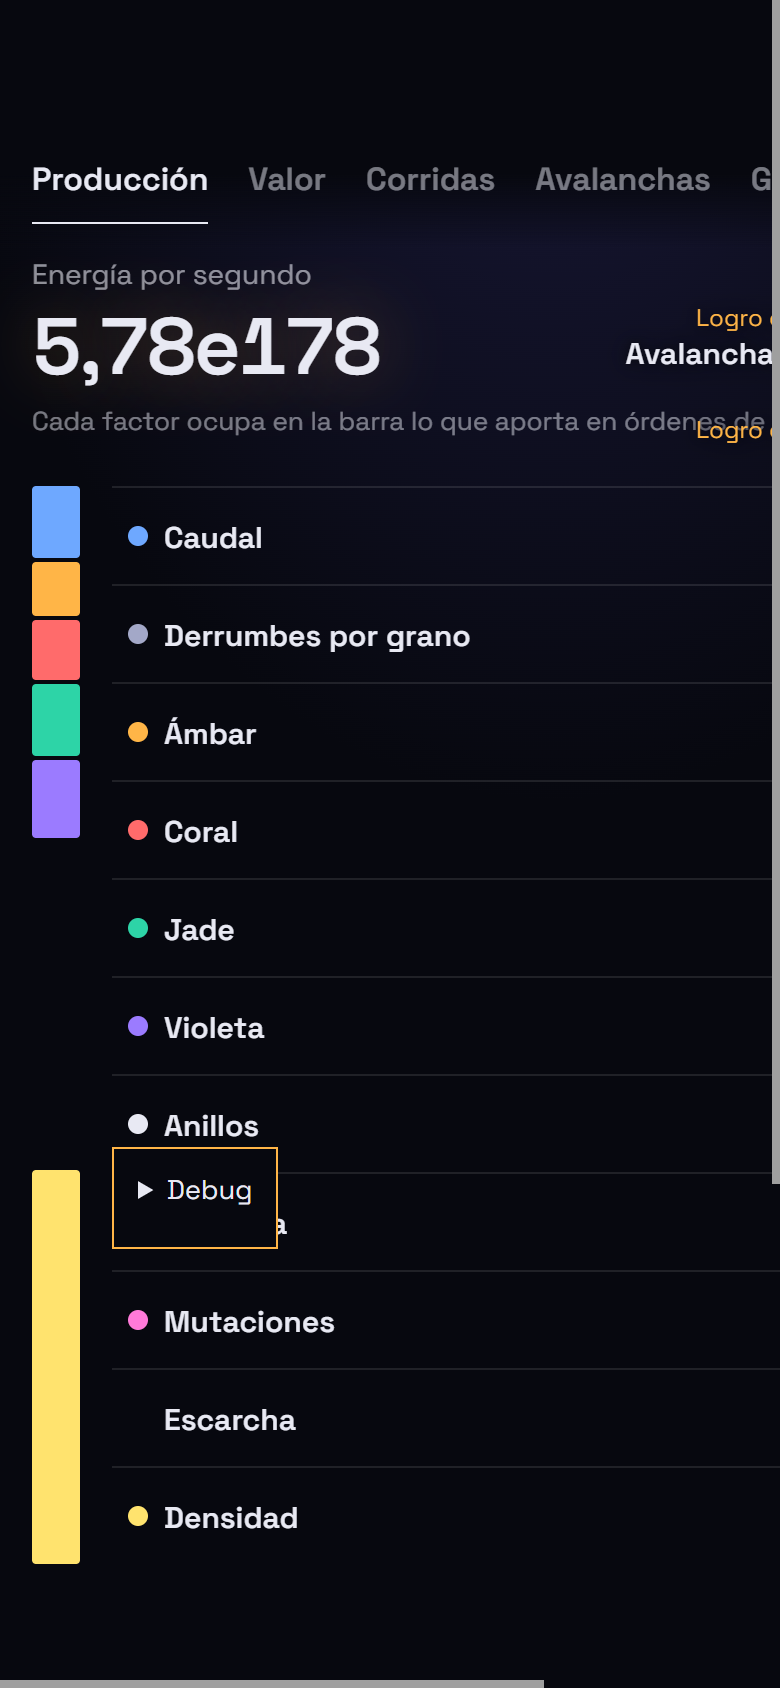 Producción Valor Corridas Avalanchas G
Energía por segundo
5,78e178
Logro
Avalancha
Cada factor ocupa en la barra lo que aporta en órdenes de
Logro
Caudal
Derrumbes por grano
Ámbar
Coral
Jade
Violeta
Anillos
Debug
a
Mutaciones
Escarcha
Densidad